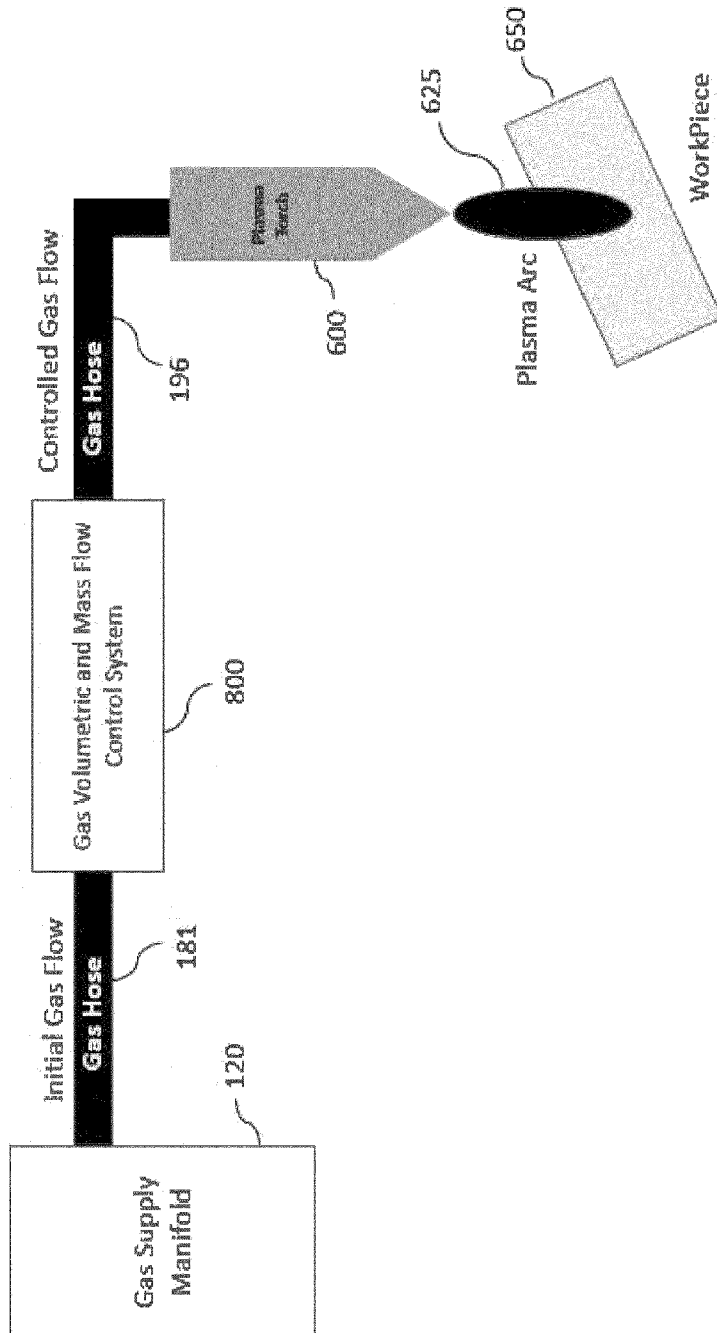 Gas Supply
Manifold
120
Initial Gas Flow
Gas Hose
181
Gas Volumetric and Mass Flow
Control System
800
Controlled Gas Flow
Gas Hose
196
Plasma
Torch
600
Plasma Arc
625
650
WorkPiece